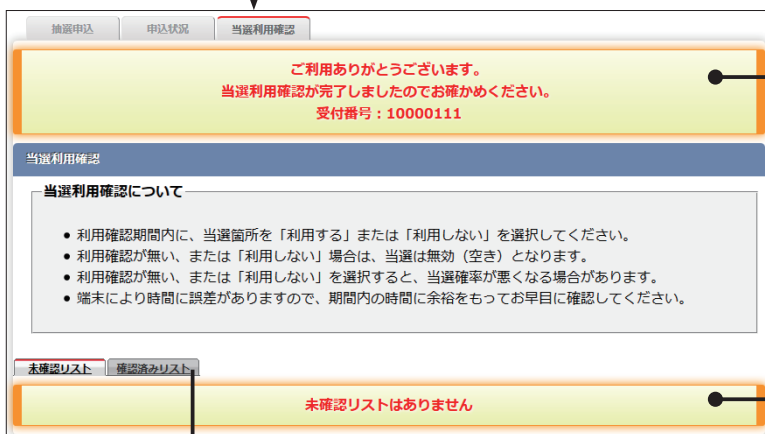 抽選申込 申込状況 当選利用確認
ご利用ありがとうございます。
当選利用確認が完了しましたのでお確かめください。
受付番号：10000111
当選利用確認
当選利用確認について
● 利用確認期間内に、当選箇所を「利用する」または「利用しない」を選択してください。
● 利用確認が無い、または「利用しない」場合は、当選は無効（空き）となります。
● 利用確認が無い、または「利用しない」を選択すると、当選確率が悪くなる場合があります。
● 端末により時間に誤差がありますので、期間内の時間に余裕をもってお早目に確認してください。
未確認リスト 確認済みリスト
未確認リストはありません